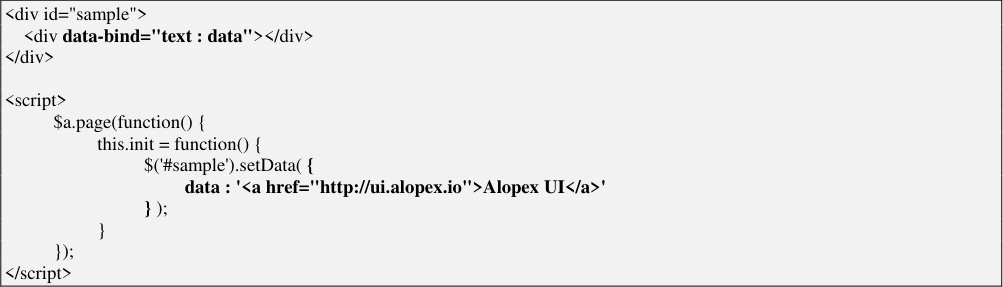 <div id="sample">
<div data-bind="text : data"></div>
</div>
<script>
$a.page(function() {
this.init = function() {
$('#sample').setData( {
data : '<a href="http://ui.alopex.io">Alopex UI</a>'
} );
}
});
</script>